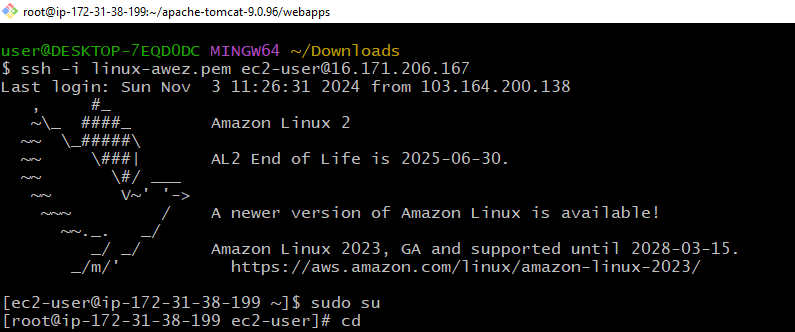 root@ip-172-31-38-199:~/apache-tomcat-9.0.96/webapps
user@DESKTOP-7EQD0DC MINGW64 ~/Downloads
$ ssh -i linux-awez.pem ec2-user@16.171.206.167
Last login: Sun Nov  3 11:26:31 2024 from 103.164.200.138
   ,     #_
   ~\_  ####_        Amazon Linux 2
  ~~  \_#####\
  ~~     \###|       AL2 End of Life is 2025-06-30.
  ~~       \#/ ___
   ~~       V~' '->
    ~~~         /    A newer version of Amazon Linux is available!
      ~~._.   _/
         _/ _/       Amazon Linux 2023, GA and supported until 2028-03-15.
       _/m/'           https://aws.amazon.com/linux/amazon-linux-2023/
[ec2-user@ip-172-31-38-199 ~]$ sudo su
[root@ip-172-31-38-199 ec2-user]# cd